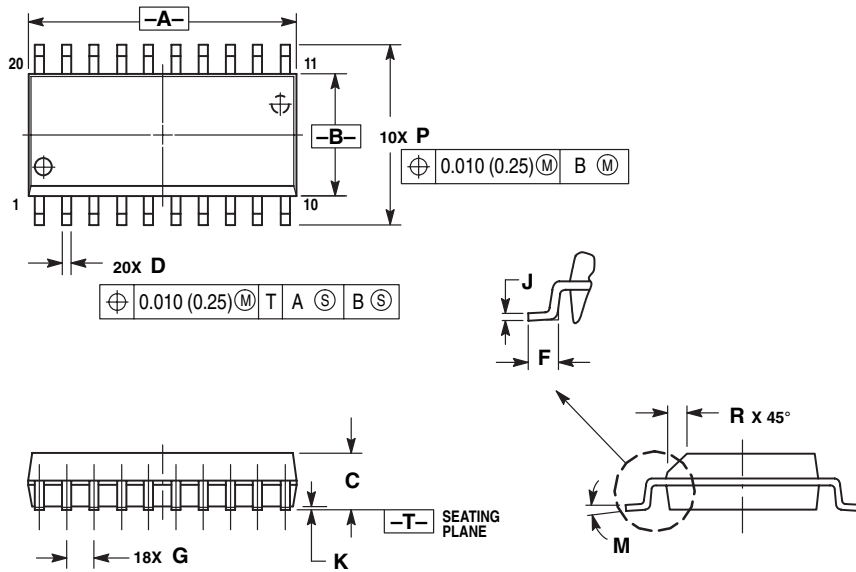 –A–
20
11
–B–
10X P
⌖ 0.010 (0.25) Ⓜ B Ⓜ
1
10
20X D
⌖ 0.010 (0.25) Ⓜ T A Ⓢ B Ⓢ
J
F
R X 45°
C
–T– SEATING
PLANE
M
K
18X G